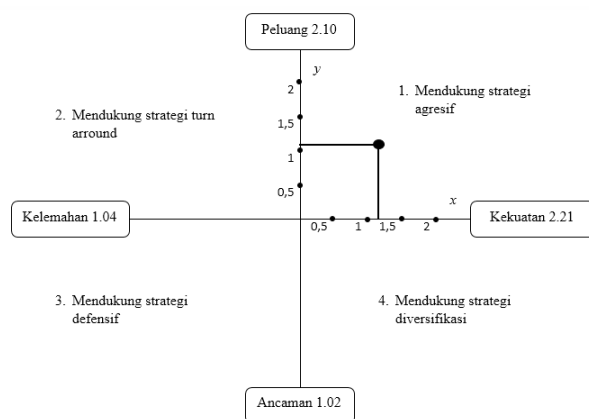 Peluang 2.10
y
2
1. Mendukung strategi
agresif
2. Mendukung strategi turn
arround
1,5
1
0,5
Kelemahan 1.04
x
Kekuatan 2.21
0,5
1
1,5
2
3. Mendukung strategi
defensif
4. Mendukung strategi
diversifikasi
Ancaman 1.02